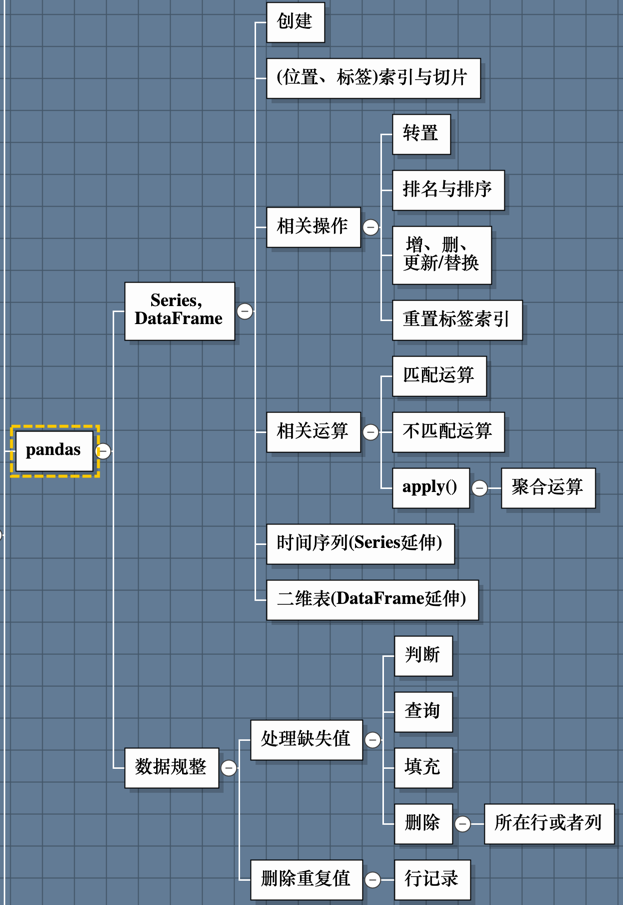 pandas
Series,
DataFrame
创建
(位置、标签)索引与切片
相关操作
转置
排名与排序
增、删、
更新/替换
重置标签索引
相关运算
匹配运算
不匹配运算
apply()
聚合运算
时间序列(Series延伸)
二维表(DataFrame延伸)
数据规整
处理缺失值
判断
查询
填充
删除
所在行或者列
删除重复值
行记录